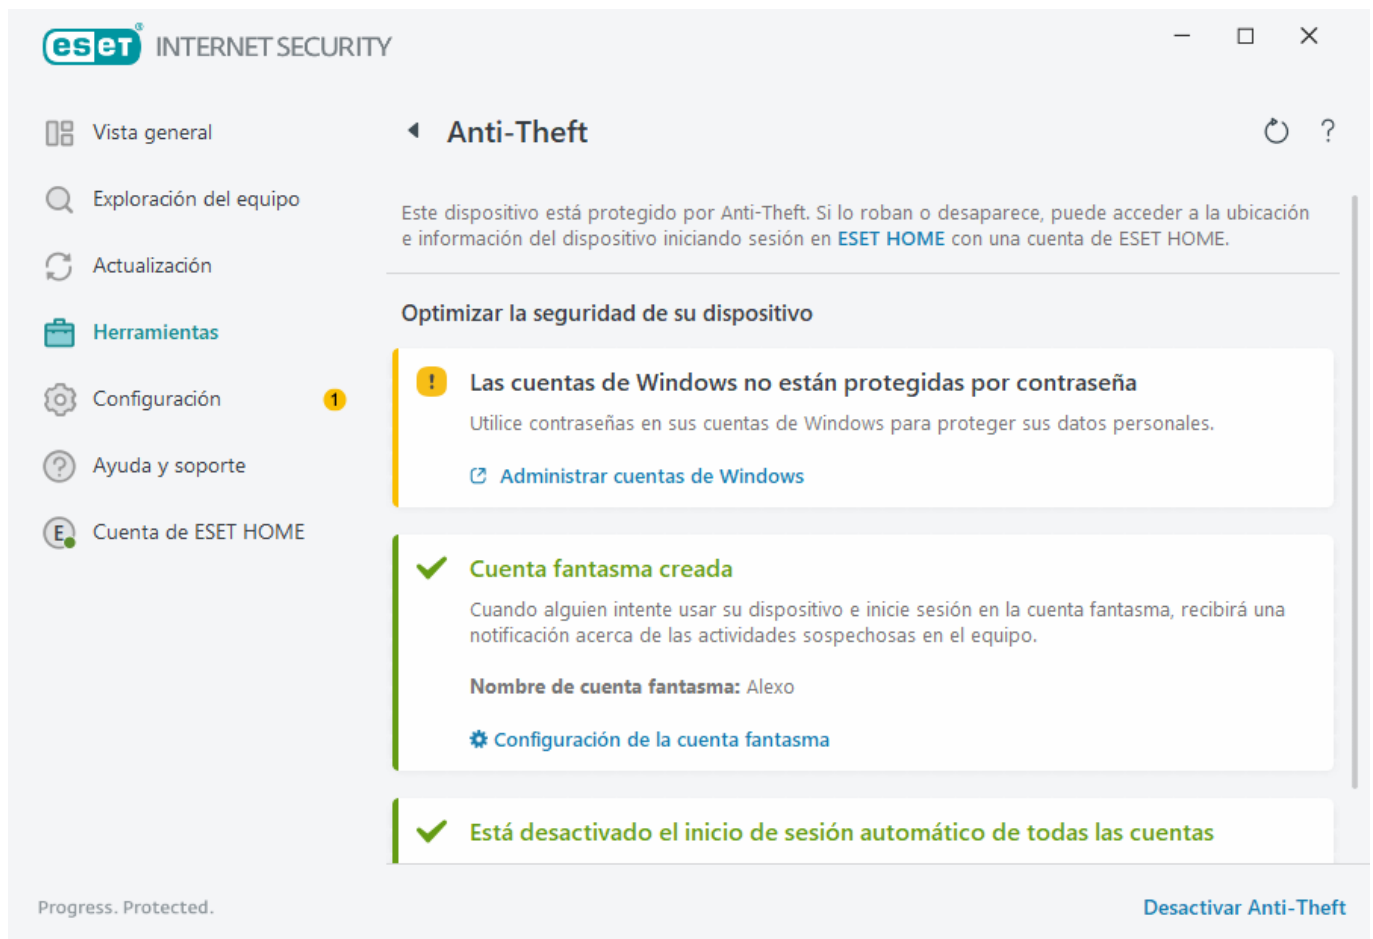 eset® INTERNET SECURITY
Vista general
Exploración del equipo
Actualización
Herramientas
Configuración 1
Ayuda y soporte
E Cuenta de ESET HOME
Anti-Theft ?
Este dispositivo está protegido por Anti-Theft. Si lo roban o desaparece, puede acceder a la ubicación
e información del dispositivo iniciando sesión en ESET HOME con una cuenta de ESET HOME.
Optimizar la seguridad de su dispositivo
! Las cuentas de Windows no están protegidas por contraseña
Utilice contraseñas en sus cuentas de Windows para proteger sus datos personales.
Administrar cuentas de Windows
Cuenta fantasma creada
Cuando alguien intente usar su dispositivo e inicie sesión en la cuenta fantasma, recibirá una
notificación acerca de las actividades sospechosas en el equipo.
Nombre de cuenta fantasma: Alexo
Configuración de la cuenta fantasma
Está desactivado el inicio de sesión automático de todas las cuentas
Progress. Protected.
Desactivar Anti-Theft